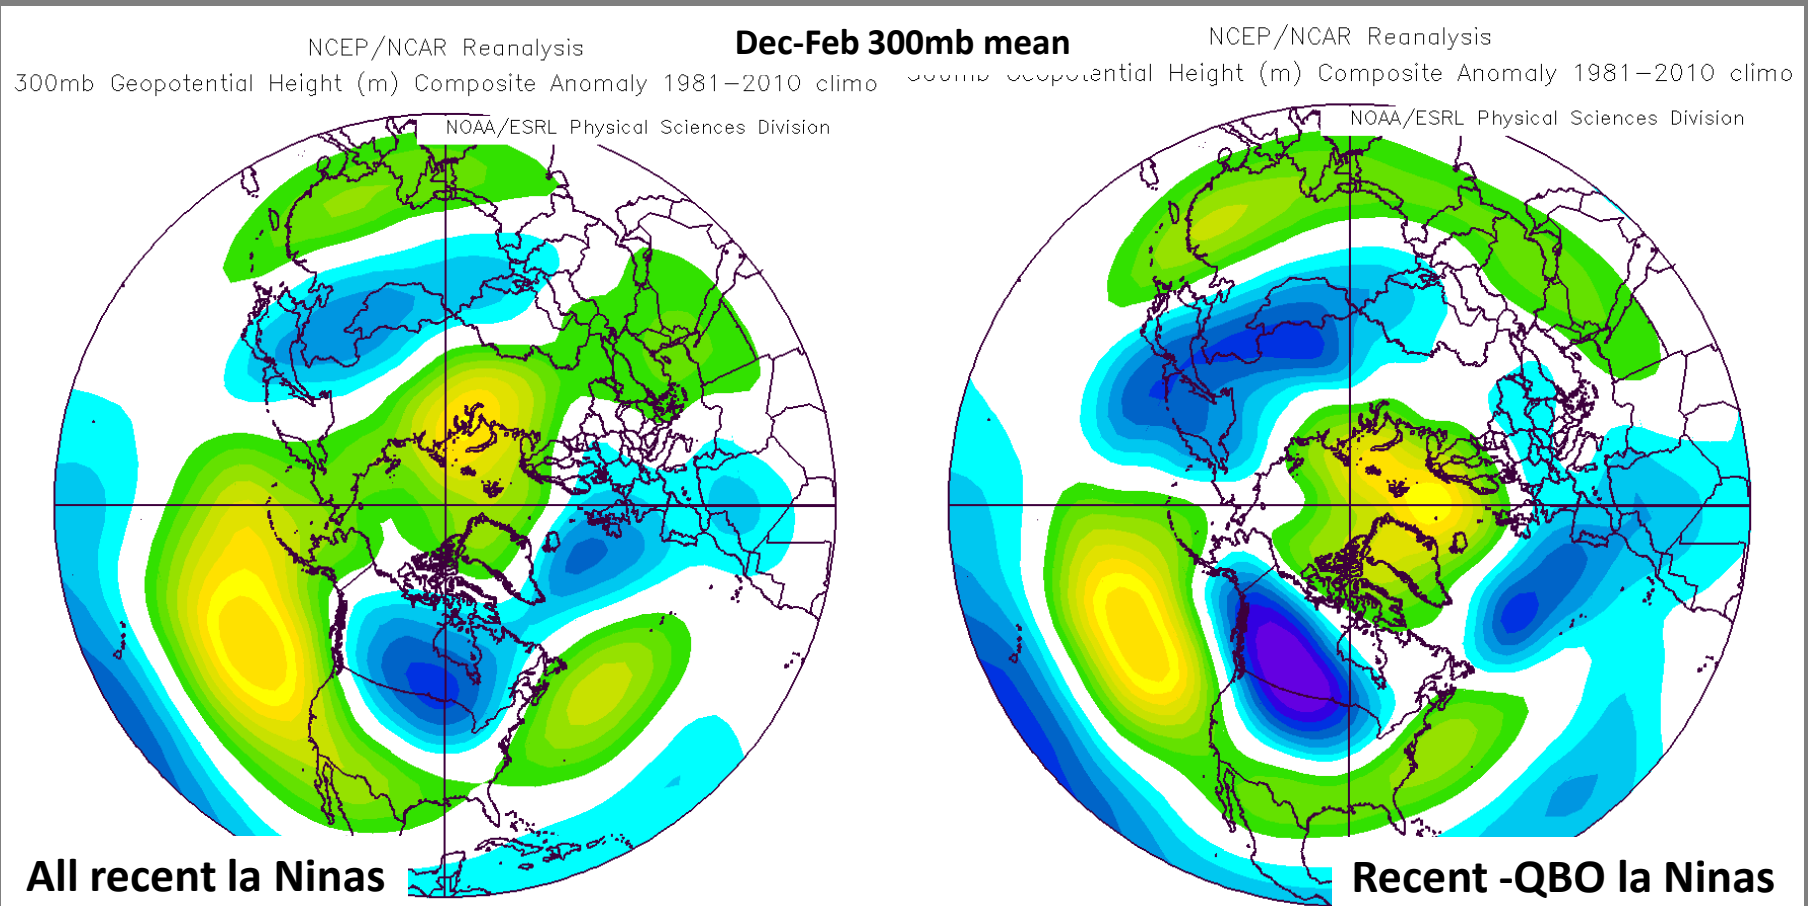 Dec-Feb 300mb mean
NCEP/NCAR Reanalysis
300mb Geopotential Height (m) Composite Anomaly 1981-2010 climo
NOAA/ESRL Physical Sciences Division
All recent la Ninas
NCEP/NCAR Reanalysis
300mb Geopotential Height (m) Composite Anomaly 1981-2010 climo
NOAA/ESRL Physical Sciences Division
Recent -QBO la Ninas